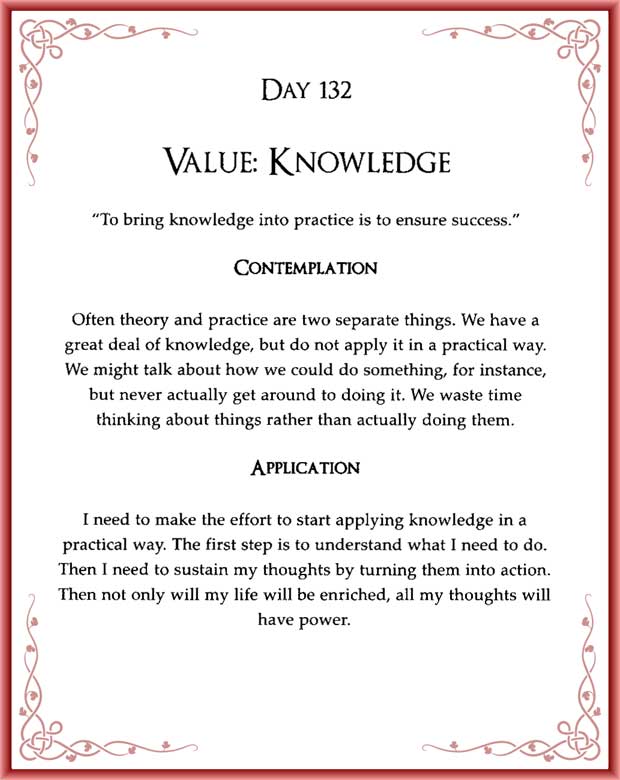 DAY 132
VALUE: KNOWLEDGE
“To bring knowledge into practice is to ensure success.”
CONTEMPLATION
Often theory and practice are two separate things. We have a
great deal of knowledge, but do not apply it in a practical way.
We might talk about how we could do something, for instance,
but never actually get around to doing it. We waste time
thinking about things rather than actually doing them.
APPLICATION
I need to make the effort to start applying knowledge in a
practical way. The first step is to understand what I need to do.
Then I need to sustain my thoughts by turning them into action.
Then not only will my life will be enriched, all my thoughts will
have power.